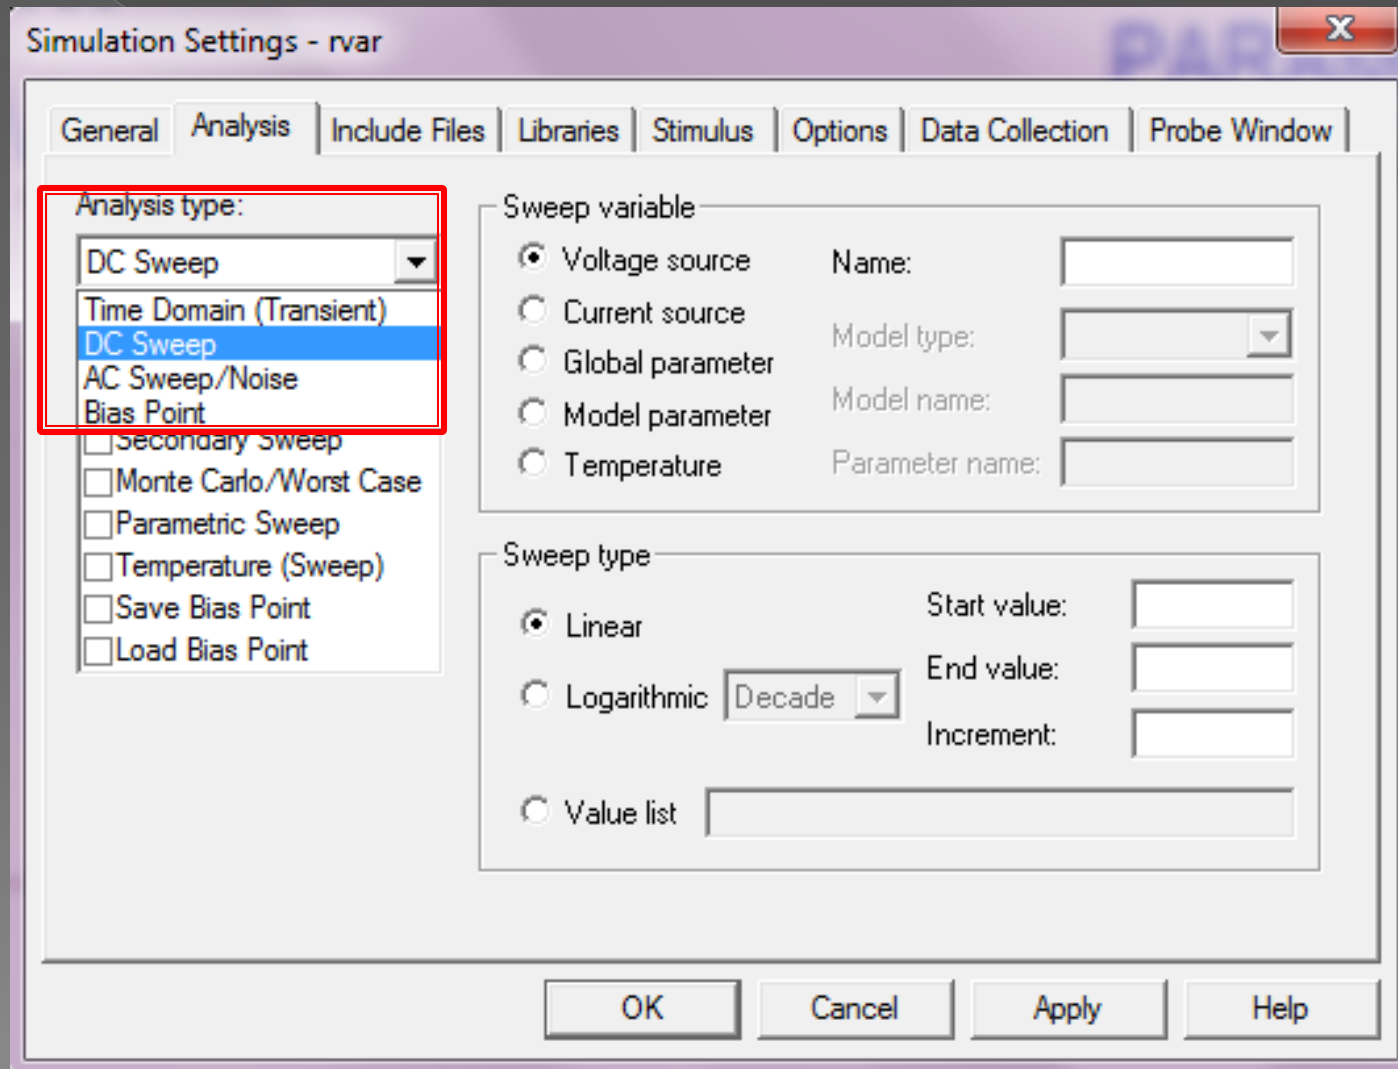 Simulation Settings - rvar
General Analysis Include Files Libraries Stimulus Options Data Collection Probe Window
Analysis type:
DC Sweep
Time Domain (Transient)
DC Sweep
AC Sweep/Noise
Bias Point
Secondary Sweep
Monte Carlo/Worst Case
Parametric Sweep
Temperature (Sweep)
Save Bias Point
Load Bias Point
Sweep variable
Voltage source
Current source
Global parameter
Model parameter
Temperature
Name:
Model type:
Model name:
Parameter name:
Sweep type
Linear
Logarithmic Decade
Value list
Start value:
End value:
Increment:
OK Cancel Apply Help